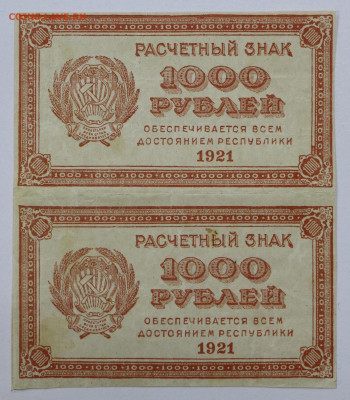 РАСЧЕТНЫЙ ЗНАК
1000
РУБЛЕЙ
ОБЕСПЕЧИВАЕТСЯ ВСЕМ
ДОСТОЯНИЕМ РЕСПУБЛИКИ
1921
РАСЧЕТНЫЙ ЗНАК
1000
РУБЛЕЙ
ОБЕСПЕЧИВАЕТСЯ ВСЕМ
ДОСТОЯНИЕМ РЕСПУБЛИКИ
1921